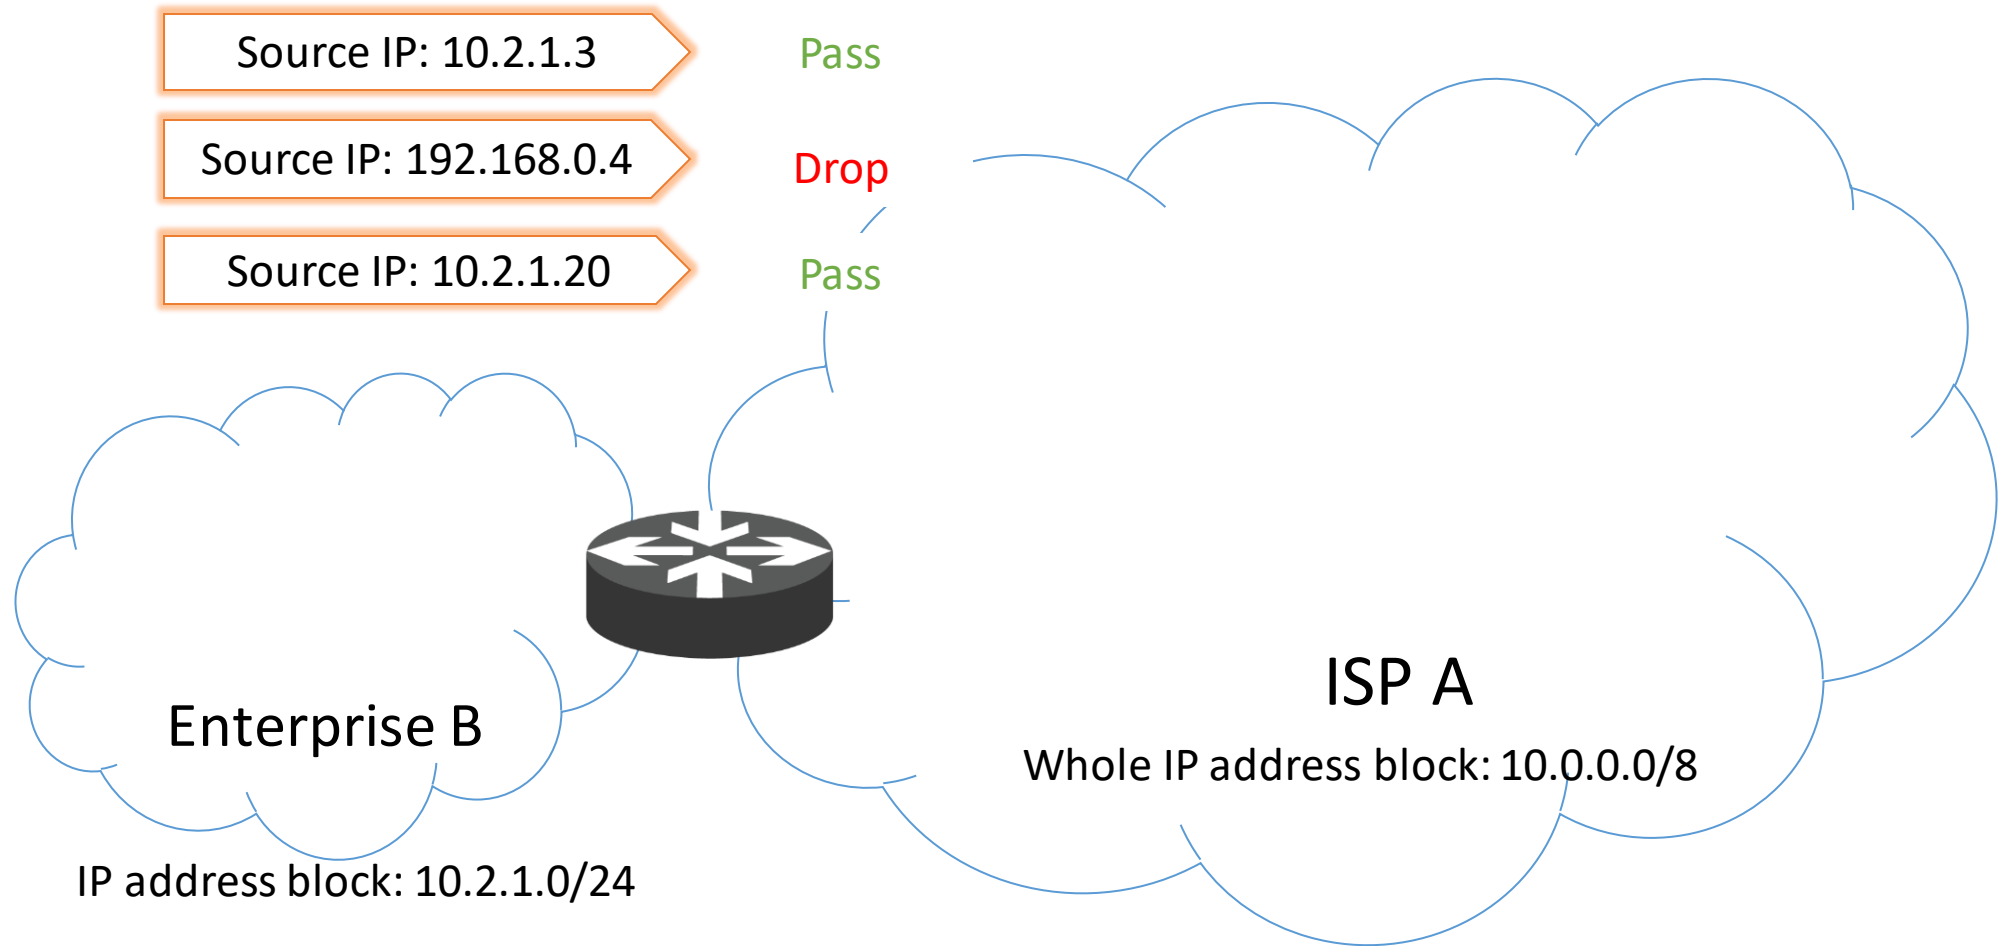 Source IP: 10.2.1.3
Pass
Source IP: 192.168.0.4
Drop
Source IP: 10.2.1.20
Pass
ISP A
Enterprise B
Whole IP address block: 10.0.0.0/8
IP address block: 10.2.1.0/24